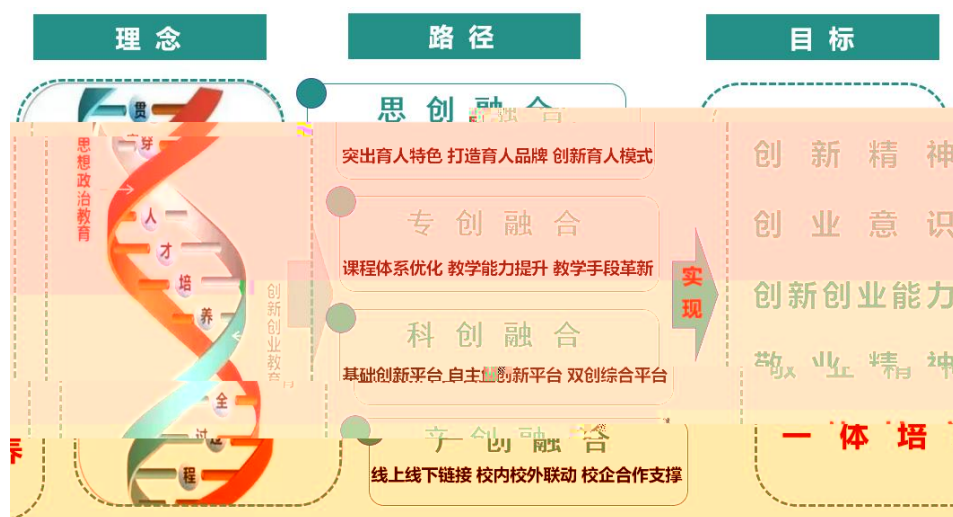 理念
路径
目标
思创融合
突出育人特色 打造育人品牌 创新育人模式
专创融合
课程体系优化 教学能力提升 教学手段革新
科创融合
基础创新平台 自主创新平台 双创综合平台
产创融合
线上线下链接 校内校外联动 校企合作支撑
思想政治教育
贯穿人才培养全过程
创新创业教育
实现
创新精神
创业意识
创新创业能力
敬业精神
一体培
养